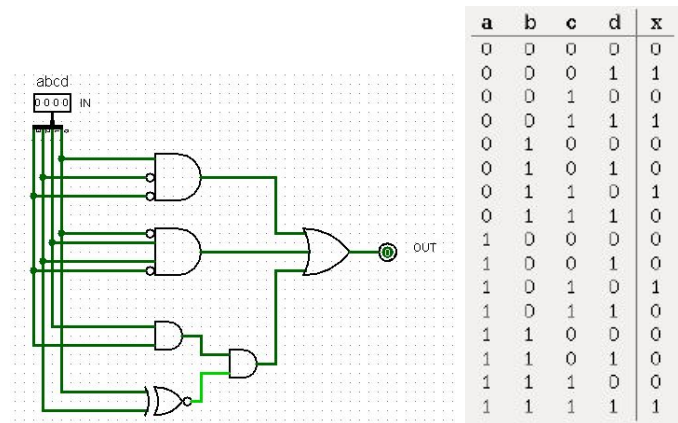 abcd
0000 IN
OUT
0
a b c d x
0 0 0 0 0
0 0 0 1 1
0 0 1 0 0
0 0 1 1 1
0 1 0 0 0
0 1 0 1 0
0 1 1 0 1
0 1 1 1 0
1 0 0 0 0
1 0 0 1 0
1 0 1 0 1
1 0 1 1 0
1 1 0 0 0
1 1 0 1 0
1 1 1 0 0
1 1 1 1 1